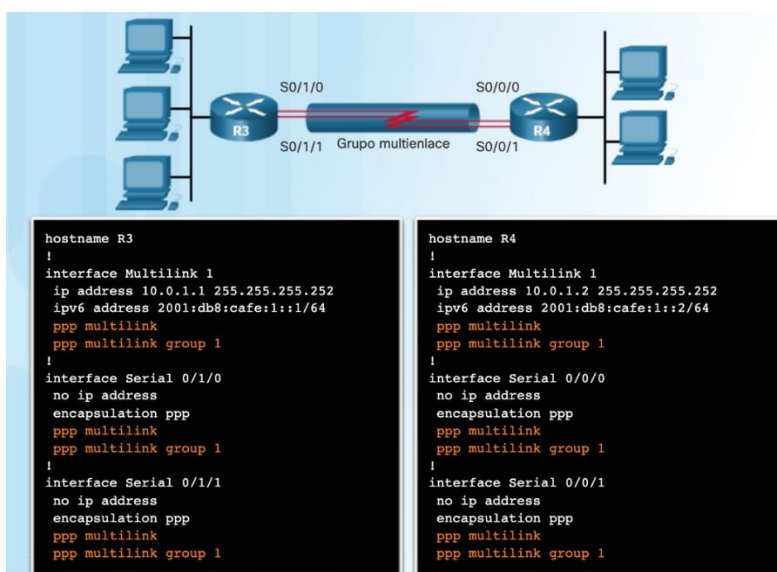 S0/1/0
S0/0/0
R3
R4
S0/1/1
Grupo multienlace
S0/0/1
hostname R3
!
interface Multilink 1
ip address 10.0.1.1 255.255.255.252
ipv6 address 2001:db8:cafe:1::1/64
ppp multilink
ppp multilink group 1
!
interface Serial 0/1/0
no ip address
encapsulation ppp
ppp multilink
ppp multilink group 1
!
interface Serial 0/1/1
no ip address
encapsulation ppp
ppp multilink
ppp multilink group 1
hostname R4
!
interface Multilink 1
ip address 10.0.1.2 255.255.255.252
ipv6 address 2001:db8:cafe:1::2/64
ppp multilink
ppp multilink group 1
!
interface Serial 0/0/0
no ip address
encapsulation ppp
ppp multilink
ppp multilink group 1
!
interface Serial 0/0/1
no ip address
encapsulation ppp
ppp multilink
ppp multilink group 1